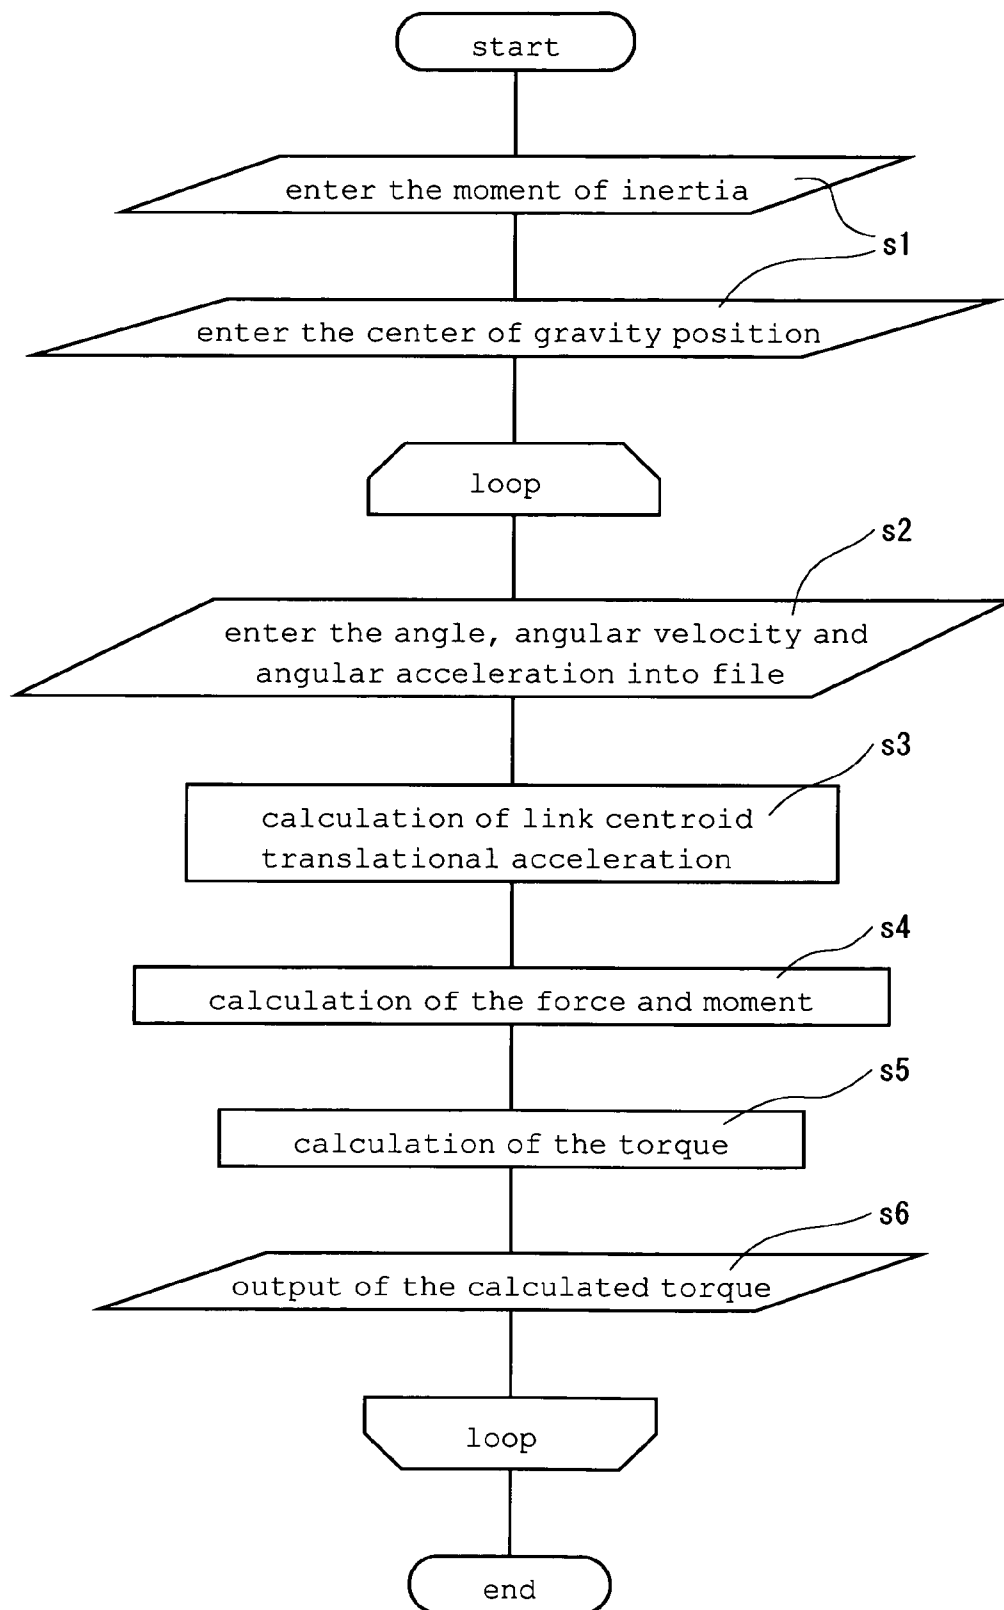 start
enter the moment of inertia
s1
enter the center of gravity position
loop
s2
enter the angle, angular velocity and
angular acceleration into file
s3
calculation of link centroid
translational acceleration
s4
calculation of the force and moment
s5
calculation of the torque
s6
output of the calculated torque
loop
end